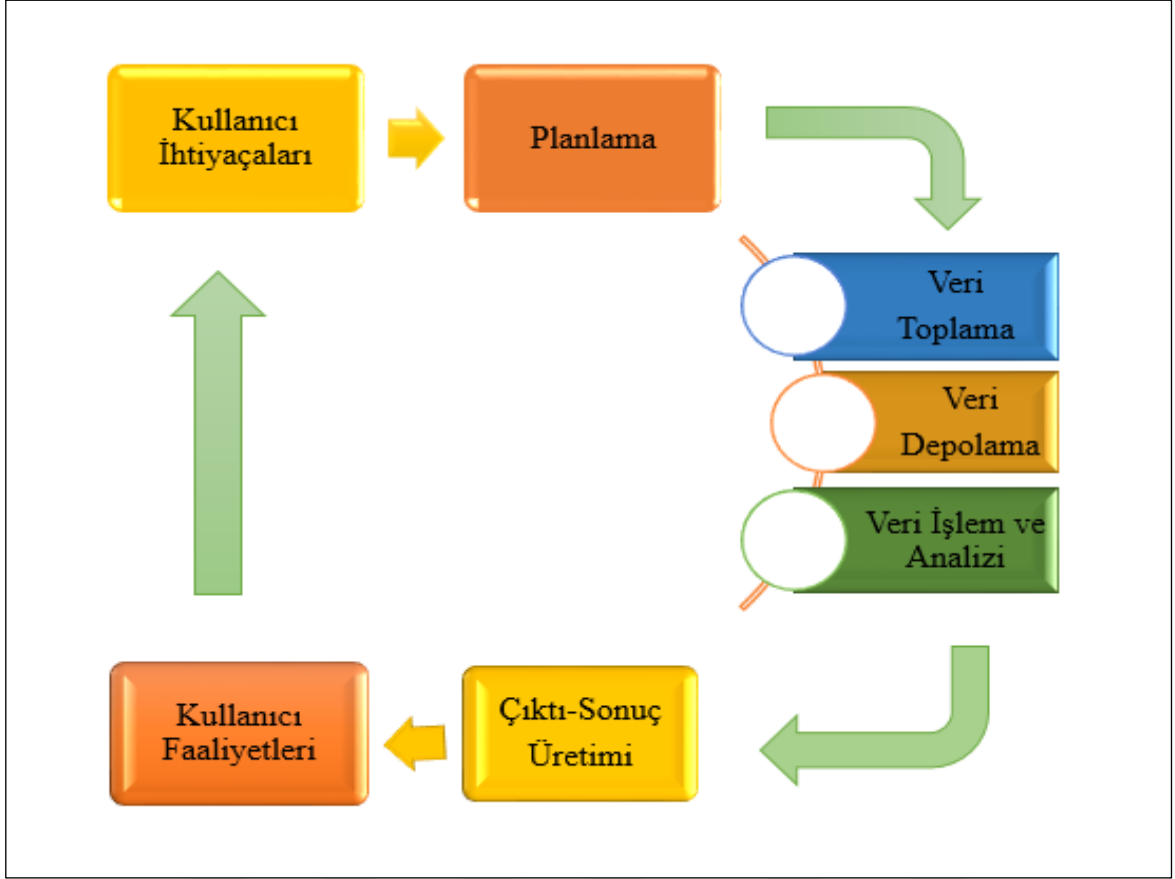 Kullanıcı
İhtiyaçaları
Planlama
Veri
Toplama
Veri
Depolama
Veri İşlem ve
Analizi
Çıktı-Sonuç
Üretimi
Kullanıcı
Faaliyetleri